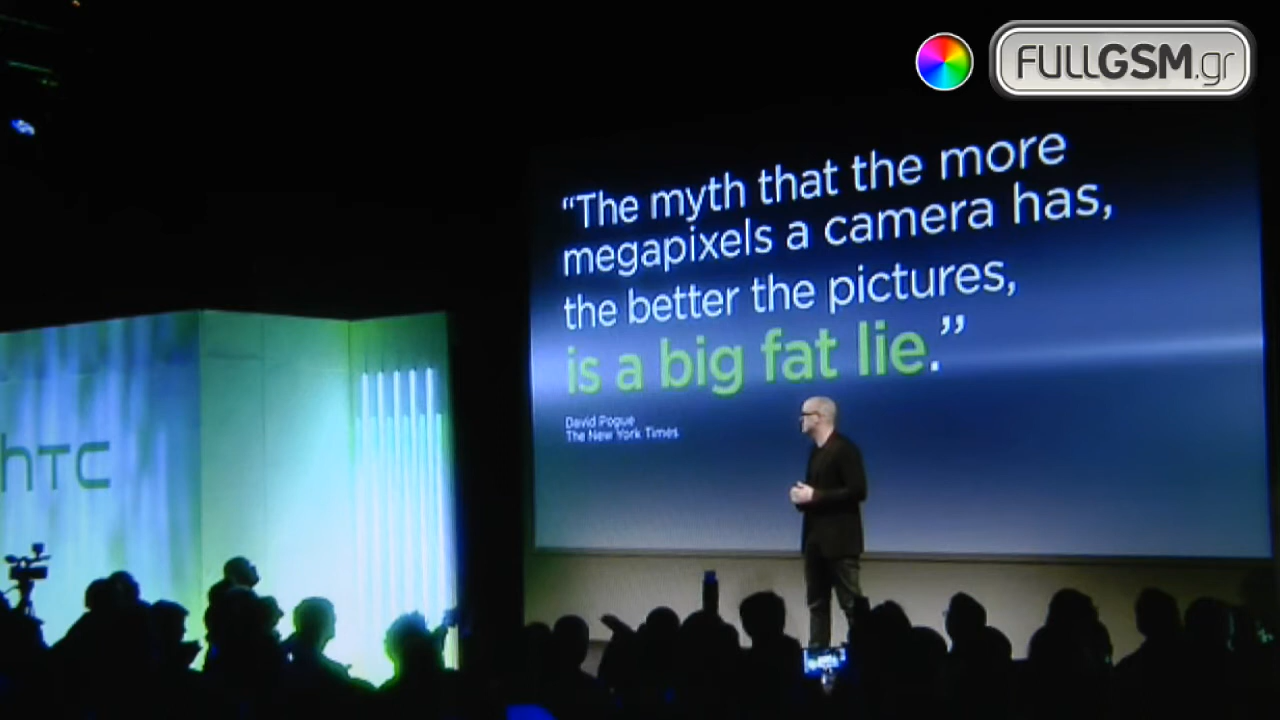 FULLGSM.gr
“The myth that the more
megapixels a camera has,
the better the pictures,
is a big fat lie.”
David Pogue
The New York Times
hTC